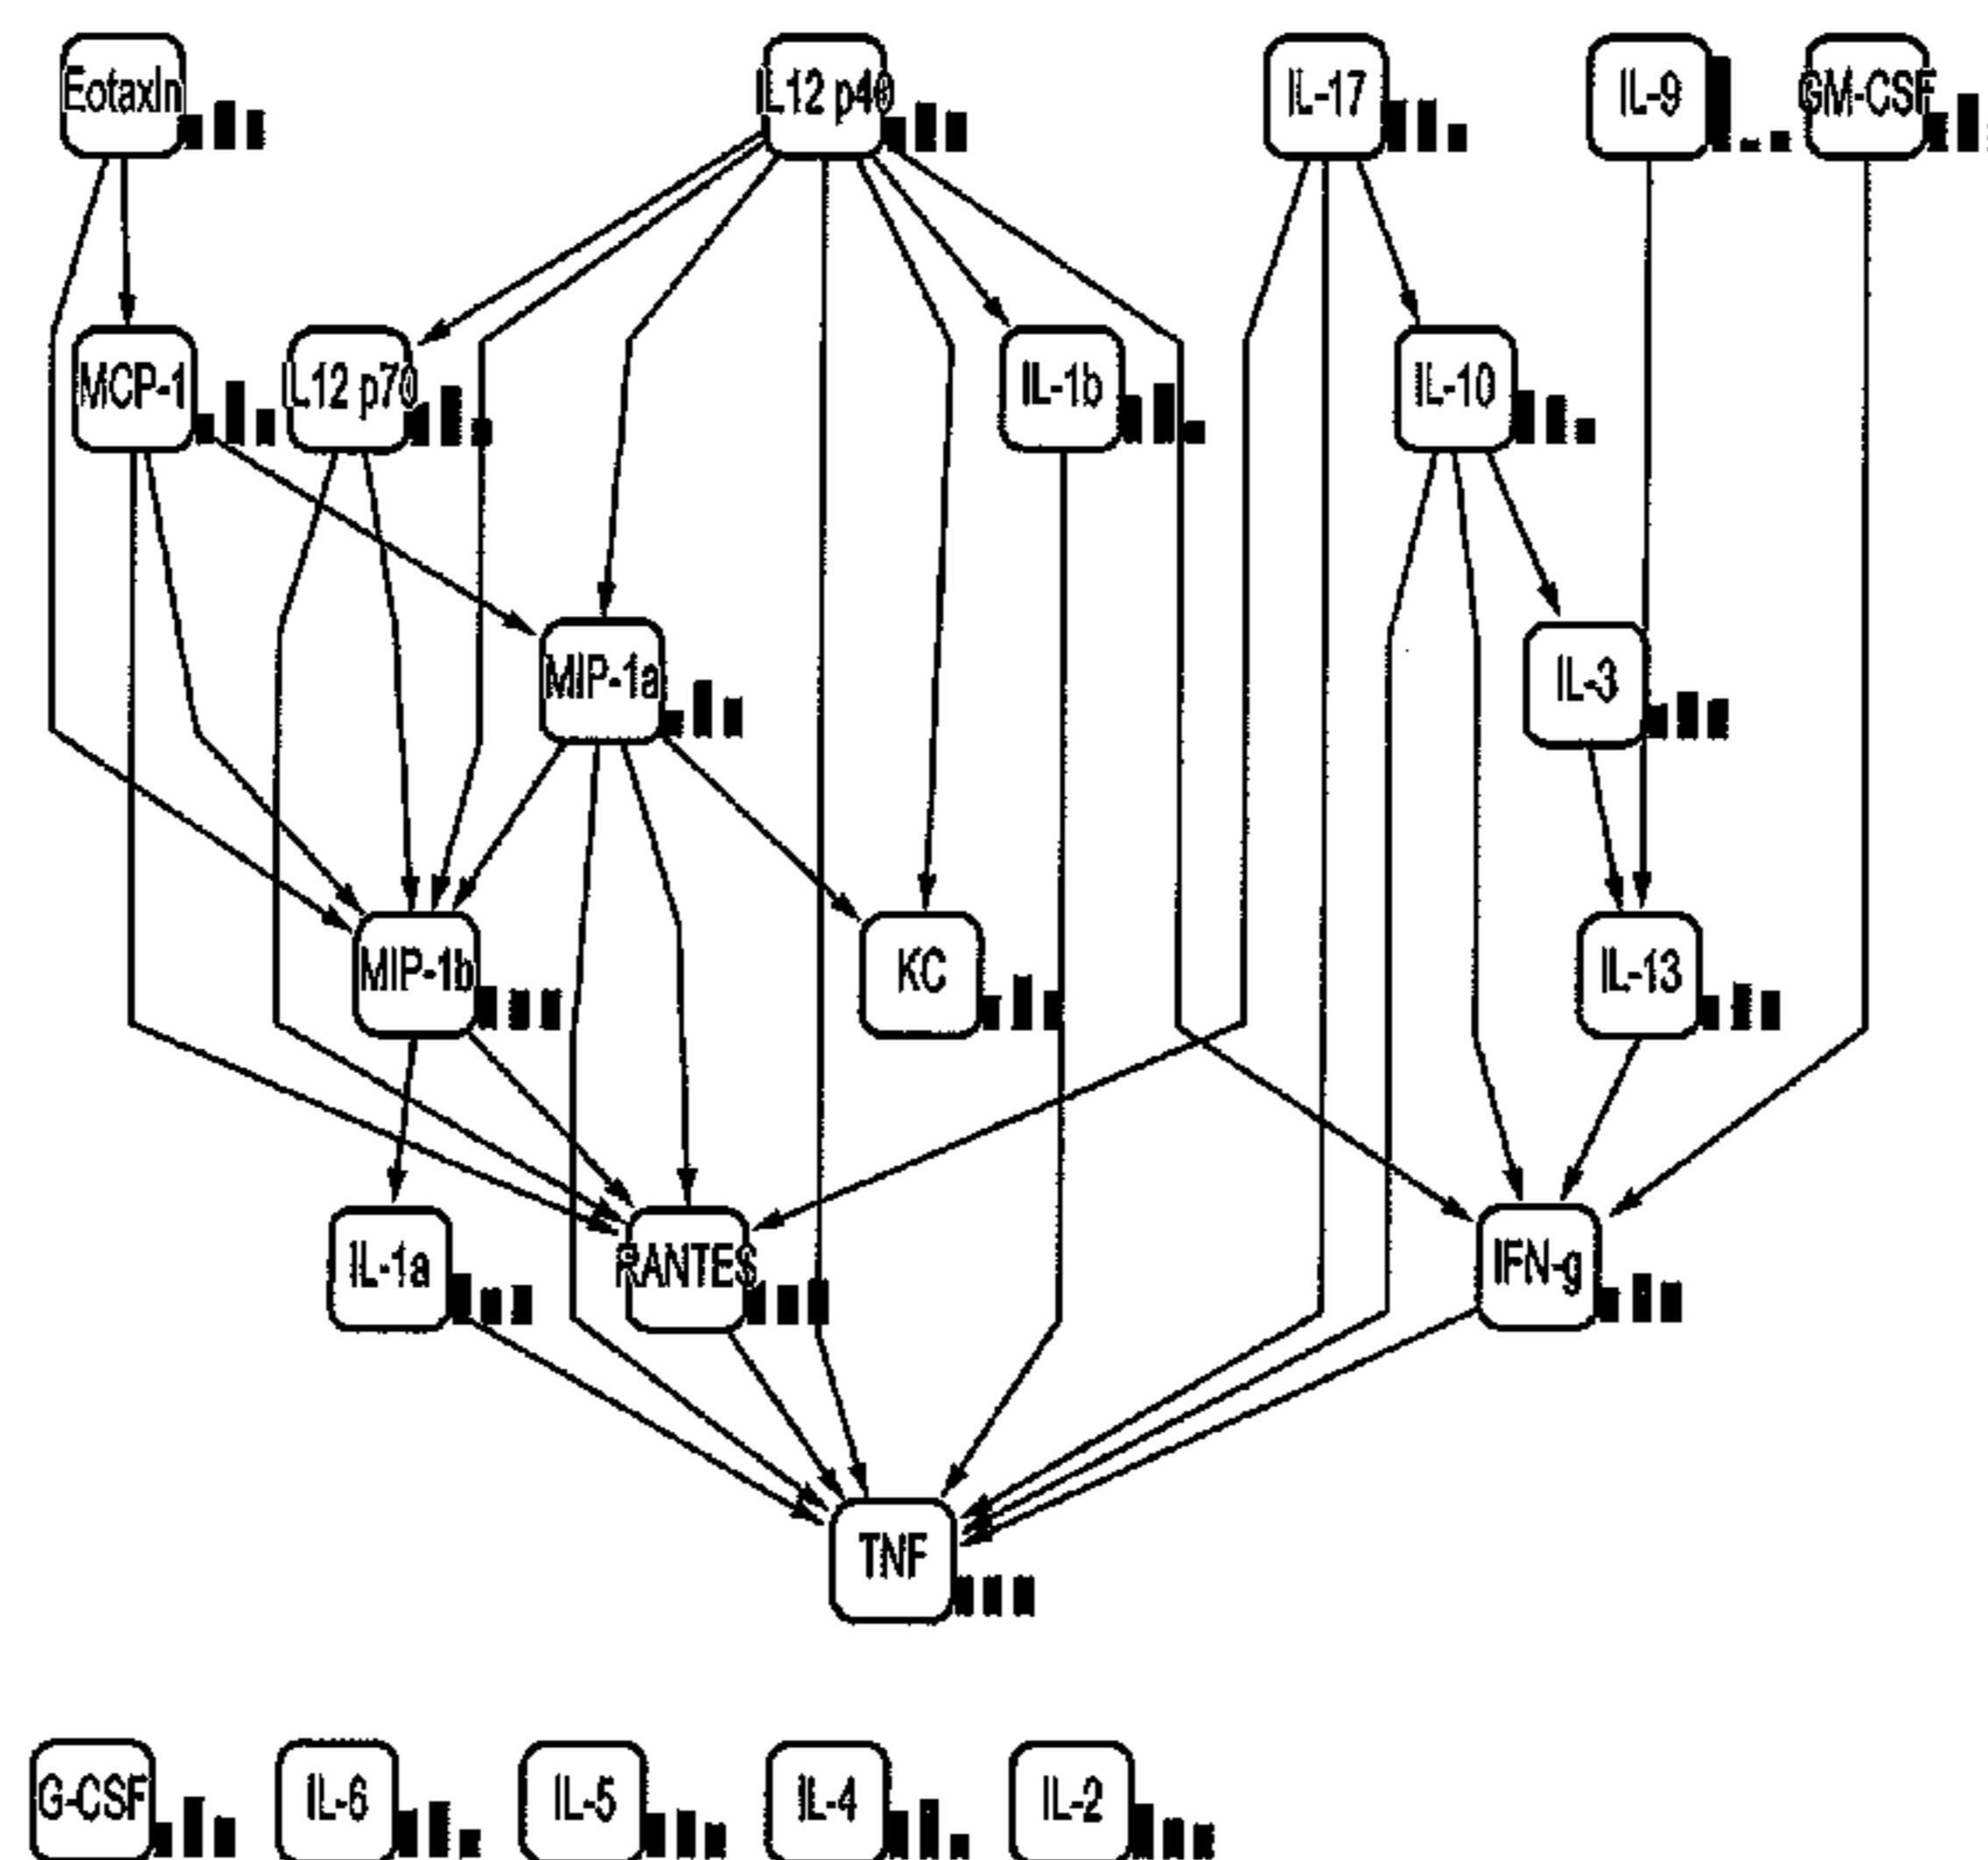 Eotaxin
IL12 p40
IL-17
IL-9
GM-CSF
MCP-1
IL12 p70
IL-1b
IL-10
MIP-1a
IL-3
MIP-1b
KC
IL-13
IL-1a
RANTES
IFN-g
TNF
G-CSF
IL-6
IL-5
IL-4
IL-2